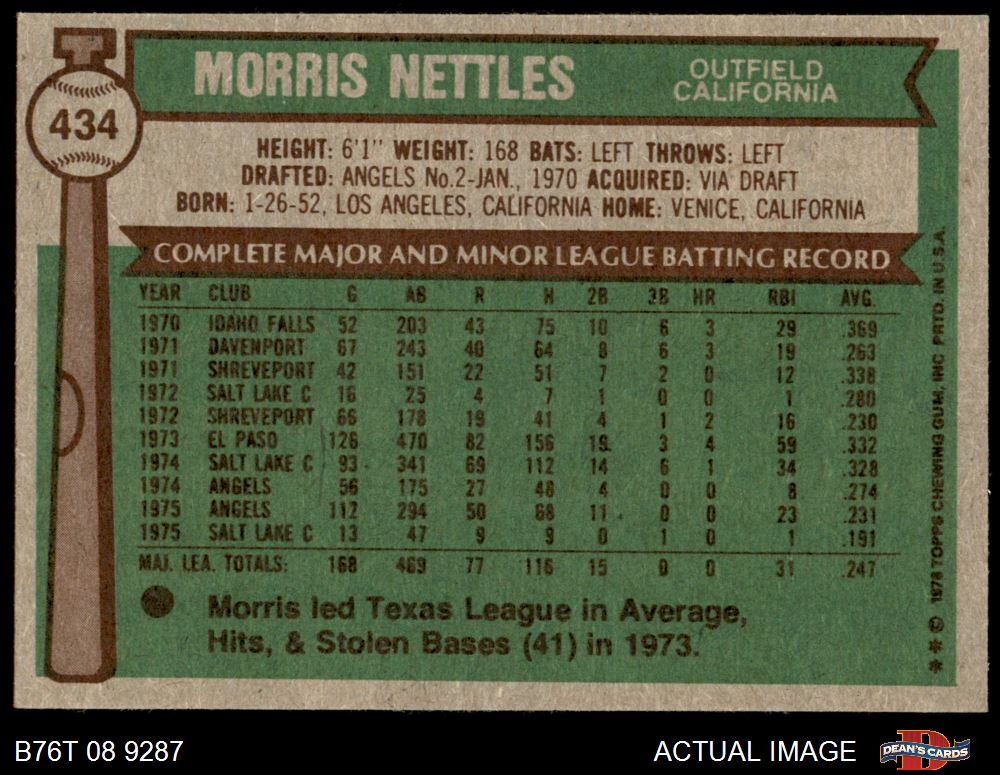 434
MORRIS NETTLES
OUTFIELD
CALIFORNIA
HEIGHT: 6'1" WEIGHT: 168 BATS: LEFT THROWS: LEFT
DRAFTED: ANGELS No.2-JAN., 1970 ACQUIRED: VIA DRAFT
BORN: 1-26-52, LOS ANGELES, CALIFORNIA HOME: VENICE, CALIFORNIA
COMPLETE MAJOR AND MINOR LEAGUE BATTING RECORD
YEAR CLUB G AB R H 2B 3B HR RBI AVG.
1970 IDAHO FALLS 52 203 43 75 10 6 3 29 .369
1971 DAVENPORT 67 243 40 64 8 6 3 19 .263
1971 SHREVEPORT 42 151 22 51 7 2 0 12 .338
1972 SALT LAKE C 16 25 4 7 1 0 0 1 .280
1972 SHREVEPORT 66 178 19 41 4 1 2 16 .230
1973 EL PASO 126 470 82 156 19 3 4 59 .332
1974 SALT LAKE C 93 341 69 112 14 6 1 34 .328
1974 ANGELS 56 175 27 48 4 0 0 8 .274
1975 ANGELS 112 294 50 68 11 0 0 23 .231
1975 SALT LAKE C 13 47 9 9 0 1 0 1 .191
MAJ. LEA. TOTALS: 168 469 77 116 15 0 0 31 .247
Morris led Texas League in Average,
Hits, & Stolen Bases (41) in 1973.
** © 1976 TOPPS CHEWING GUM, INC PRTD. IN U.S.A.
B76T 08 9287
ACTUAL IMAGE
D
DEAN'S CARDS